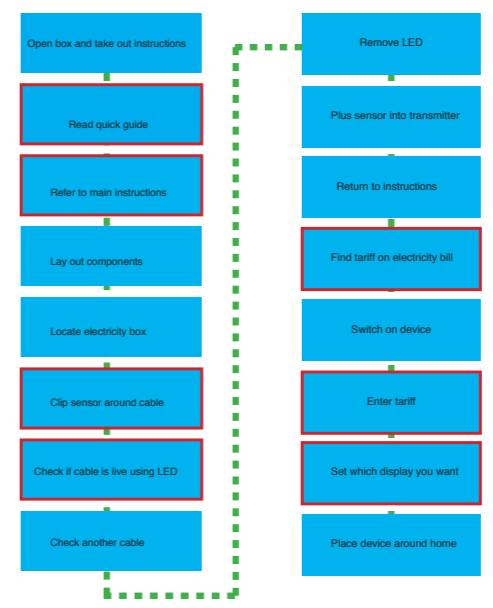 Open box and take out instructions
Read quick guide
Refer to main instructions
Lay out components
Locate electricity box
Clip sensor around cable
Check if cable is live using LED
Check another cable
Remove LED
Plus sensor into transmitter
Return to instructions
Find tariff on electricity bill
Switch on device
Enter tariff
Set which display you want
Place device around home